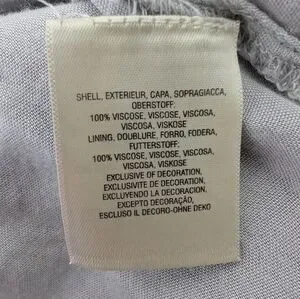 SHELL, EXTERIEUR, CAPA, SOPRAGIACCA,
OBERSTOFF:
100% VISCOSE, VISCOSE, VISCOSA,
VISCOSA, VISKOSE
LINING, DOUBLURE, FORRO, FODERA,
FUTTERSTOFF:
100% VISCOSE, VISCOSE, VISCOSA,
VISCOSA, VISKOSE
EXCLUSIVE OF DECORATION.
EXCLUSIVITE DE DECORATION.
EXCLUYENDO LA DECORACION.
EXCEPTO DECORAÇÃO,
ESCLUSO IL DECORO-OHNE DEKO